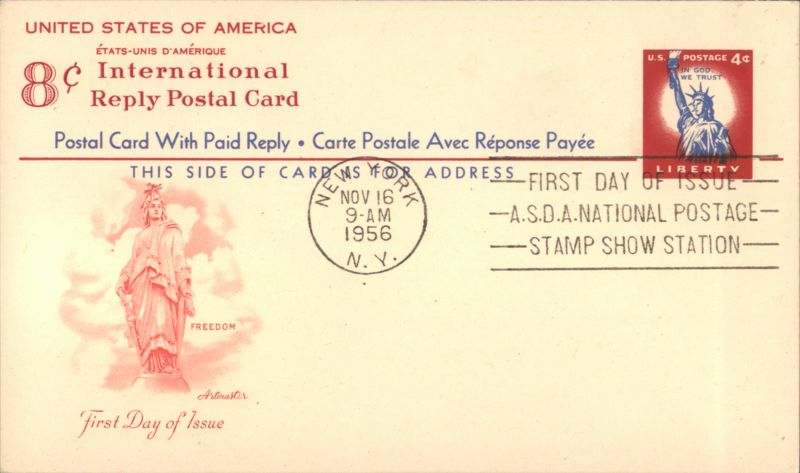 UNITED STATES OF AMERICA
ÉTATS-UNIS D'AMÉRIQUE
8¢ International
Reply Postal Card
U.S. POSTAGE 4¢
IN GOD
WE TRUST
LIBERTY
Postal Card With Paid Reply • Carte Postale Avec Réponse Payée
THIS SIDE OF CARD IS FOR ADDRESS
NEW YORK
NOV 16
9-AM
1956
N.Y.
FIRST DAY OF ISSUE
A.S.D.A. NATIONAL POSTAGE
STAMP SHOW STATION
FREEDOM
Artmaster
First Day of Issue